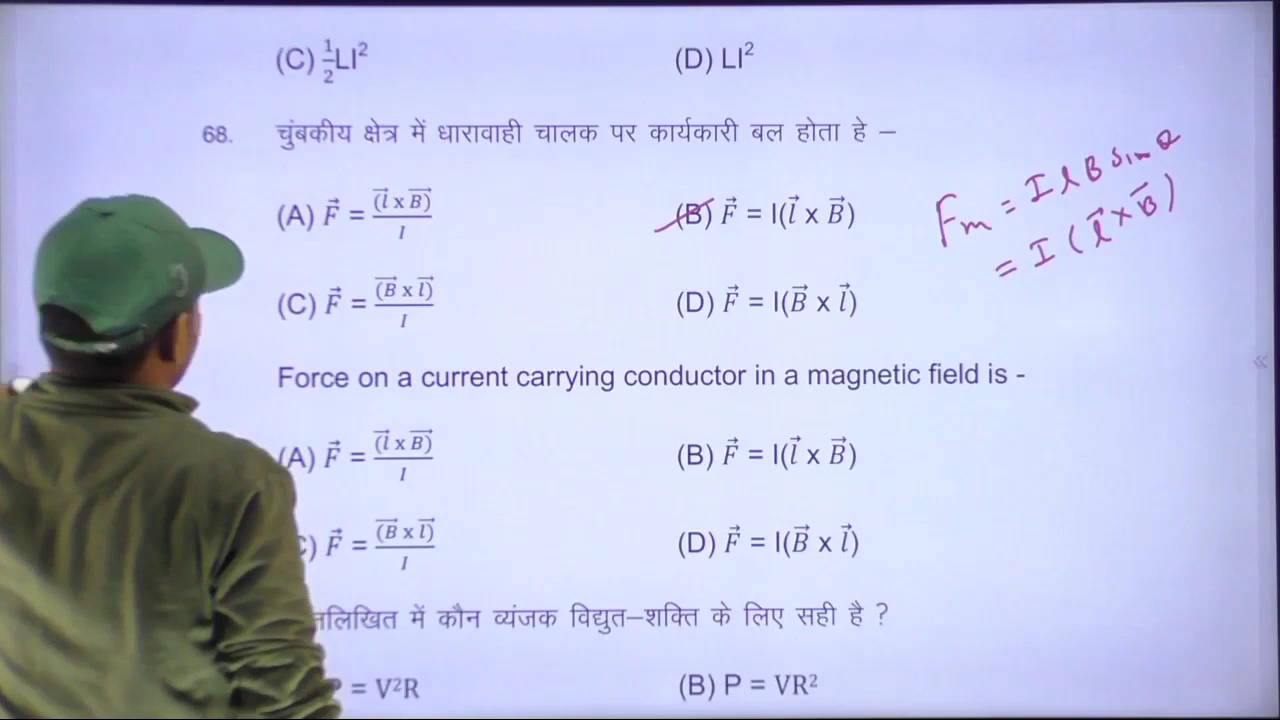 (C) ½LI² (D) LI²
68. चुंबकीय क्षेत्र में धारावाही चालक पर कार्यकारी बल होता हे –
(A) F⃗ = (l⃗ x B⃗)/I (B) F⃗ = I(l⃗ x B⃗)
(C) F⃗ = (B⃗ x l⃗)/I (D) F⃗ = I(B⃗ x l⃗)
Fm = I l B sin θ
= I (l⃗ × B⃗)
Force on a current carrying conductor in a magnetic field is -
(A) F⃗ = (l⃗ x B⃗)/I (B) F⃗ = I(l⃗ x B⃗)
) F⃗ = (B⃗ x l⃗)/I (D) F⃗ = I(B⃗ x l⃗)
में कौन व्यंजक विद्युत–शक्ति के लिए सही है ?
= V²R (B) P = VR²